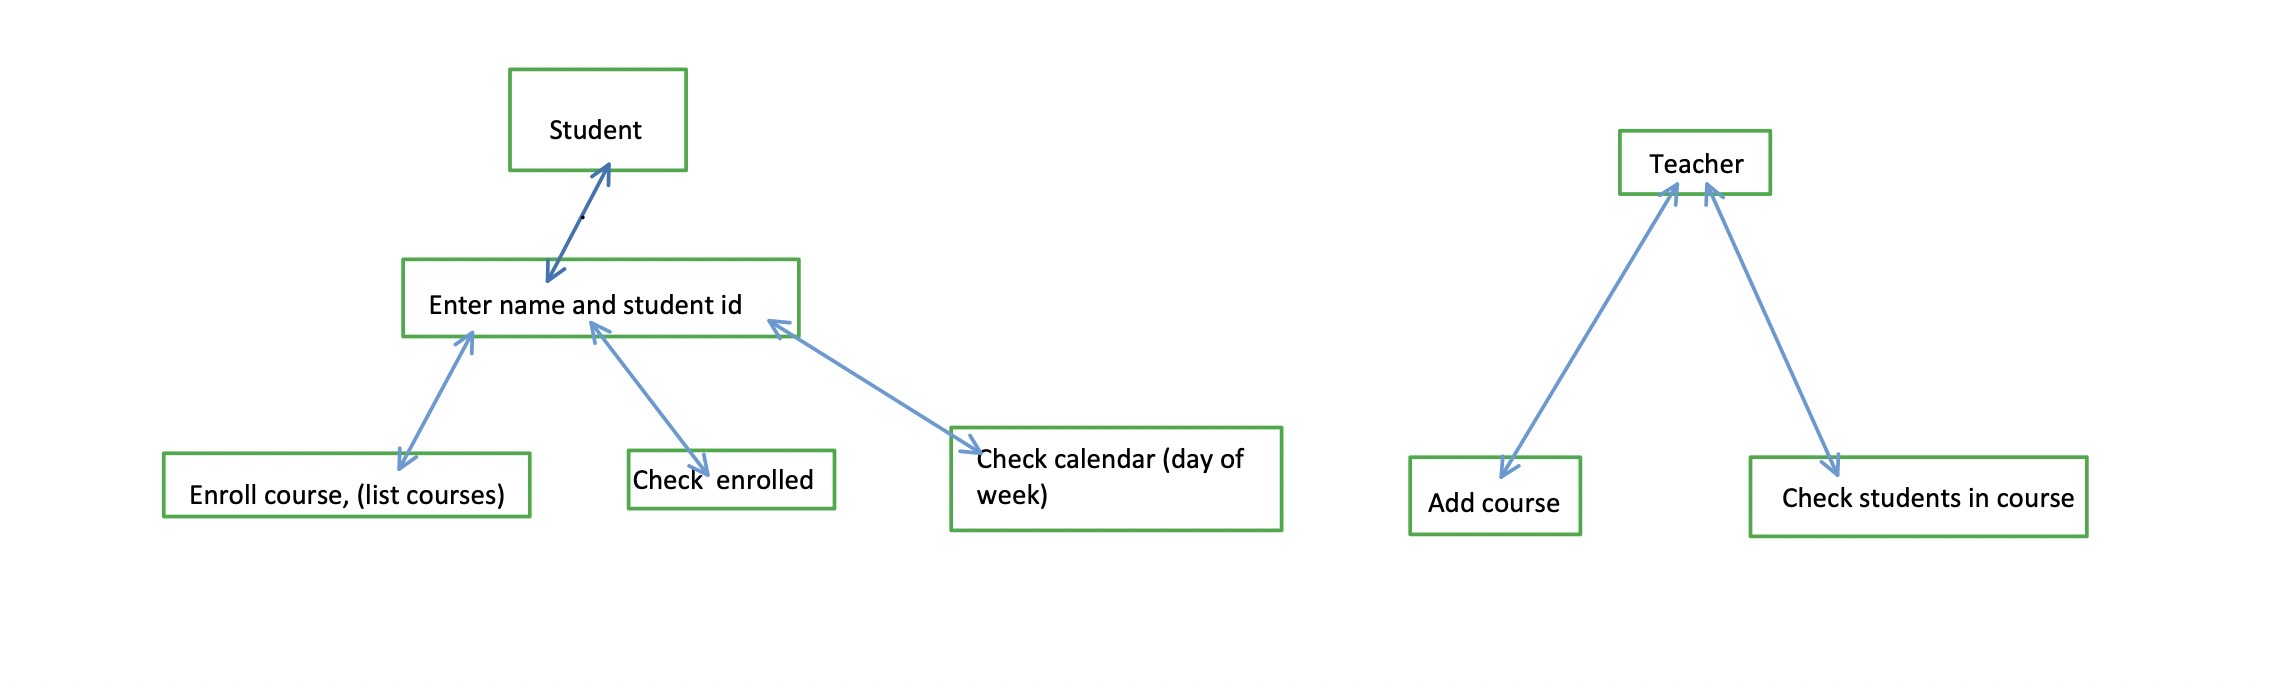 Student
Teacher
Enter name and student id
Enroll course, (list courses)
Check enrolled
Check calendar (day of
week)
Add course
Check students in course